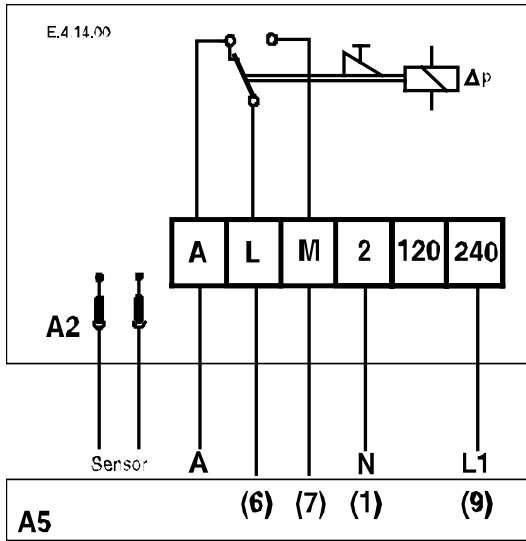 E.4.14.00
Δp
A L M 2 120 240
A2
Sensor A N L1
(6) (7) (1) (9)
A5